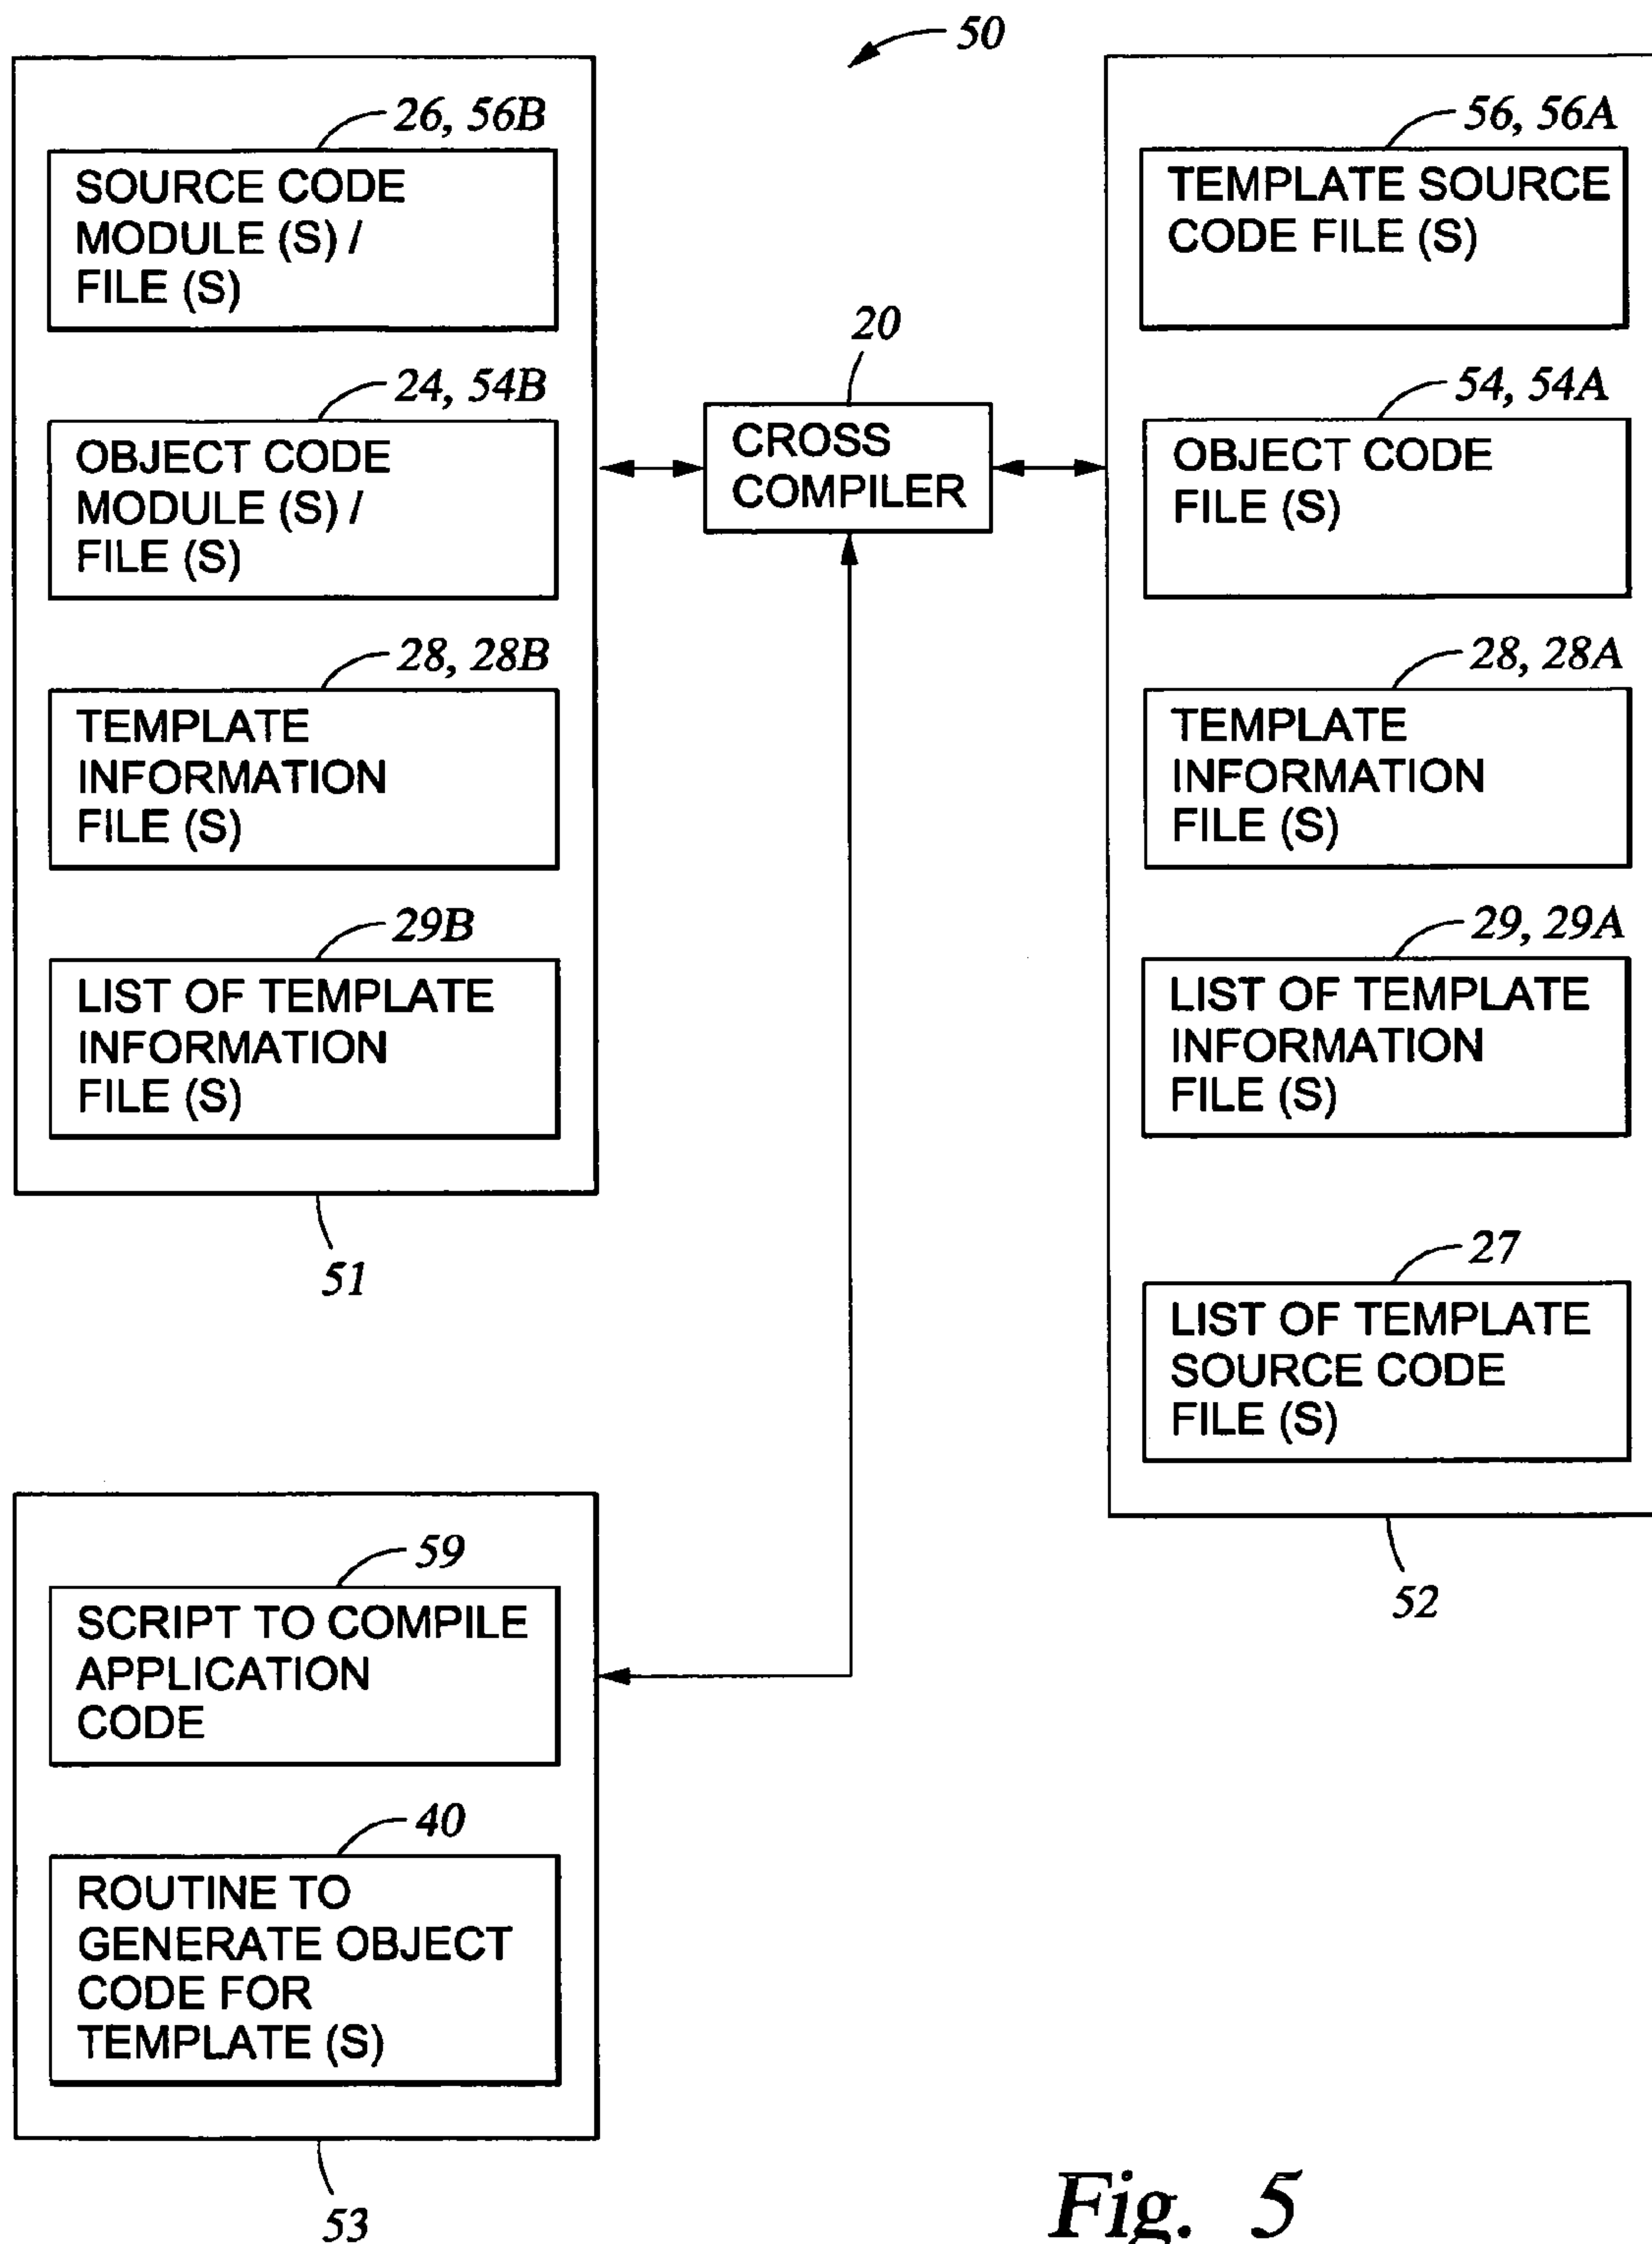 50
26, 56B
SOURCE CODE
MODULE (S) /
FILE (S)
24, 54B
OBJECT CODE
MODULE (S) /
FILE (S)
28, 28B
TEMPLATE
INFORMATION
FILE (S)
29B
LIST OF TEMPLATE
INFORMATION
FILE (S)
51
20
CROSS
COMPILER
56, 56A
TEMPLATE SOURCE
CODE FILE (S)
54, 54A
OBJECT CODE
FILE (S)
28, 28A
TEMPLATE
INFORMATION
FILE (S)
29, 29A
LIST OF TEMPLATE
INFORMATION
FILE (S)
27
LIST OF TEMPLATE
SOURCE CODE
FILE (S)
52
59
SCRIPT TO COMPILE
APPLICATION
CODE
40
ROUTINE TO
GENERATE OBJECT
CODE FOR
TEMPLATE (S)
53
Fig. 5